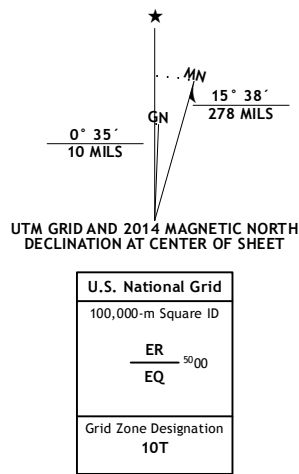 ★
MN
GN
15° 38´
278 MILS
0° 35´
10 MILS
UTM GRID AND 2014 MAGNETIC NORTH
DECLINATION AT CENTER OF SHEET
U.S. National Grid
100,000-m Square ID
ER
5000
EQ
Grid Zone Designation
10T